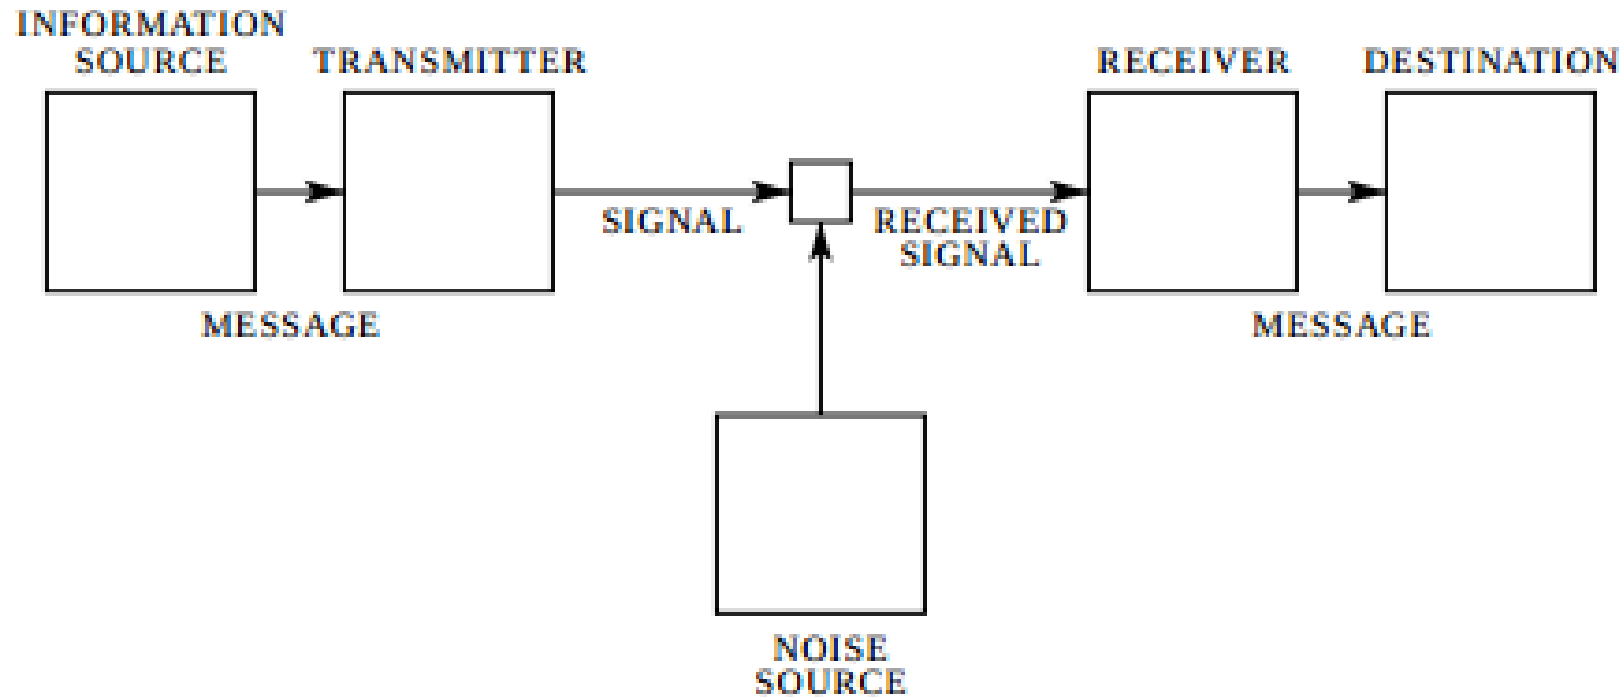 INFORMATION
SOURCE
TRANSMITTER
RECEIVER
DESTINATION
SIGNAL
RECEIVED
SIGNAL
MESSAGE
MESSAGE
NOISE
SOURCE